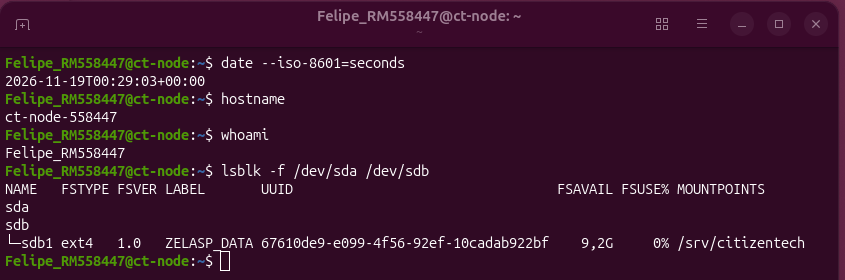 Felipe_RM558447@ct-node: ~
~
Felipe_RM558447@ct-node:~$ date --iso-8601=seconds
2026-11-19T00:29:03+00:00
Felipe_RM558447@ct-node:~$ hostname
ct-node-558447
Felipe_RM558447@ct-node:~$ whoami
Felipe_RM558447
Felipe_RM558447@ct-node:~$ lsblk -f /dev/sda /dev/sdb
NAME   FSTYPE FSVER LABEL       UUID                                 FSAVAIL FSUSE% MOUNTPOINTS
sda
sdb
└─sdb1 ext4   1.0   ZELASP_DATA 67610de9-e099-4f56-92ef-10cadab922bf    9,2G     0% /srv/citizentech
Felipe_RM558447@ct-node:~$